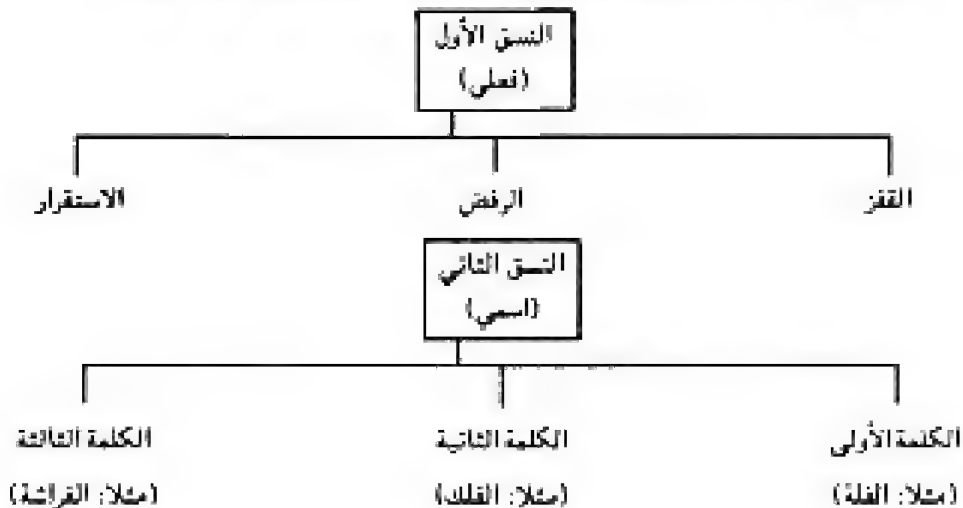 النسق الأول
(فعلي)
القفز الرفض الاستقرار
النسق الثاني
(اسمي)
الكلمة الأولى الكلمة الثانية الكلمة الثالثة
(مثلا: الفلة) (مثلا: الفلك) (مثلا: الفراشة)